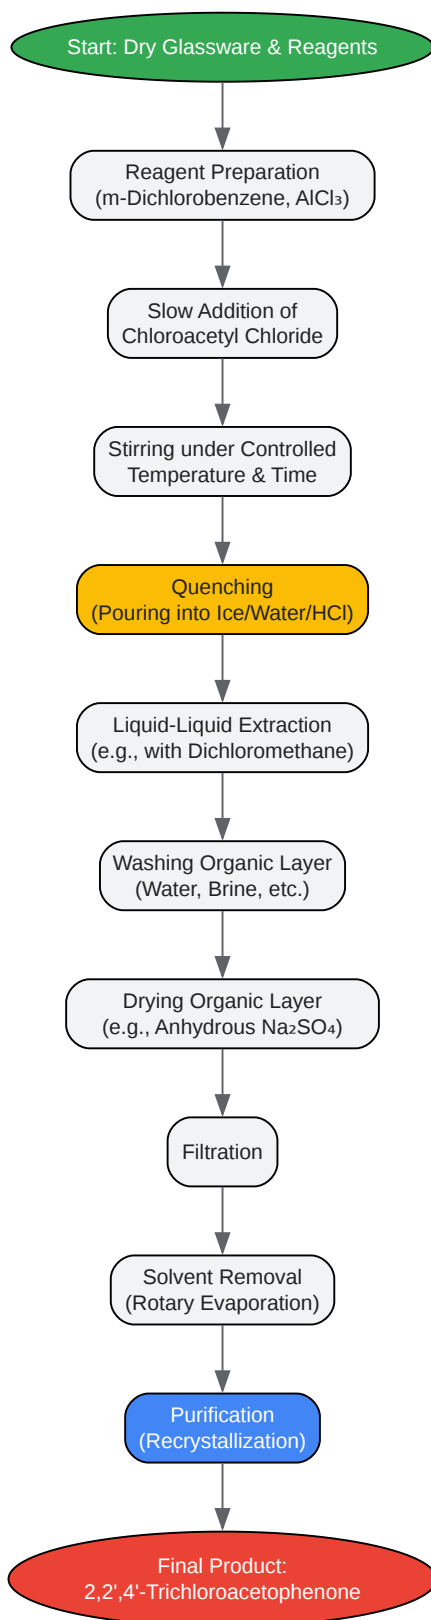 Start: Dry Glassware & Reagents
Reagent Preparation
(m-Dichlorobenzene, AlCl₃)
Slow Addition of
Chloroacetyl Chloride
Stirring under Controlled
Temperature & Time
Quenching
(Pouring into Ice/Water/HCl)
Liquid-Liquid Extraction
(e.g., with Dichloromethane)
Washing Organic Layer
(Water, Brine, etc.)
Drying Organic Layer
(e.g., Anhydrous Na₂SO₄)
Filtration
Solvent Removal
(Rotary Evaporation)
Purification
(Recrystallization)
Final Product:
2,2',4'-Trichloroacetophenone